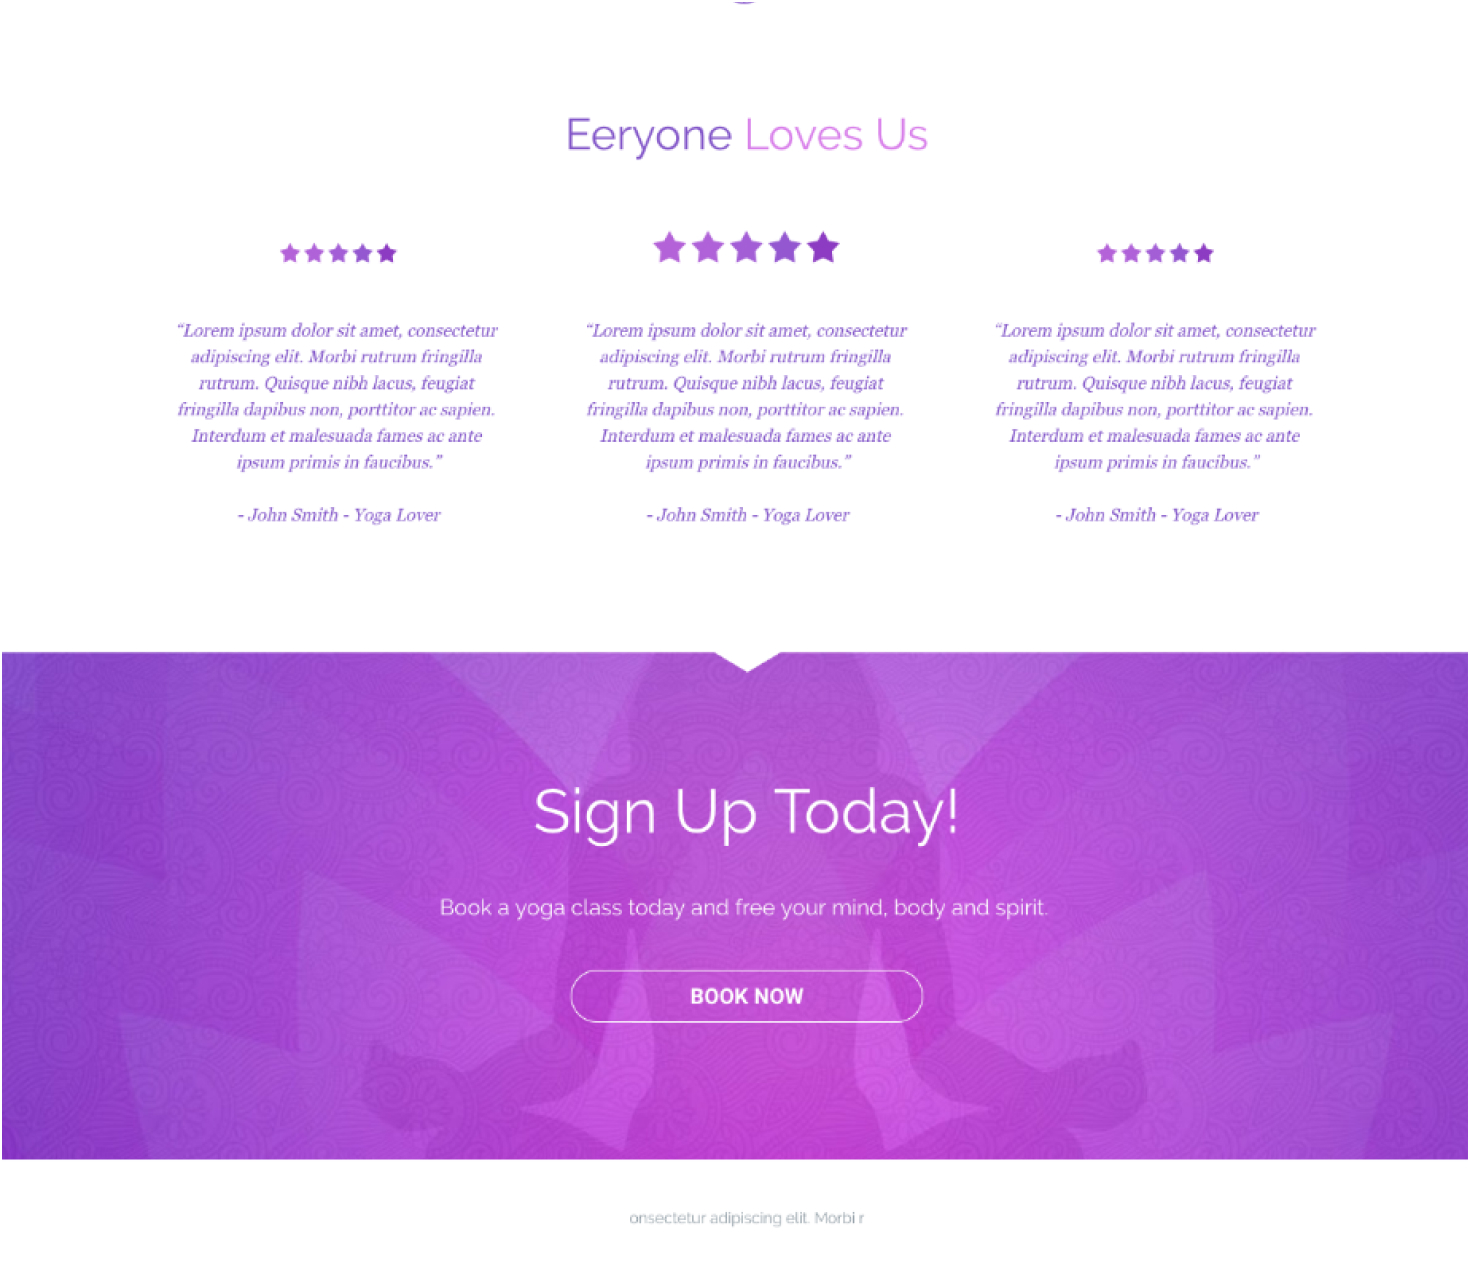 Eeryone Loves Us
“Lorem ipsum dolor sit amet, consectetur
adipiscing elit. Morbi rutrum fringilla
rutrum. Quisque nibh lacus, feugiat
fringilla dapibus non, porttitor ac sapien.
Interdum et malesuada fames ac ante
ipsum primis in faucibus.”
- John Smith - Yoga Lover
“Lorem ipsum dolor sit amet, consectetur
adipiscing elit. Morbi rutrum fringilla
rutrum. Quisque nibh lacus, feugiat
fringilla dapibus non, porttitor ac sapien.
Interdum et malesuada fames ac ante
ipsum primis in faucibus.”
- John Smith - Yoga Lover
“Lorem ipsum dolor sit amet, consectetur
adipiscing elit. Morbi rutrum fringilla
rutrum. Quisque nibh lacus, feugiat
fringilla dapibus non, porttitor ac sapien.
Interdum et malesuada fames ac ante
ipsum primis in faucibus.”
- John Smith - Yoga Lover
Sign Up Today!
Book a yoga class today and free your mind, body and spirit.
BOOK NOW
onsectetur adipiscing elit. Morbi r